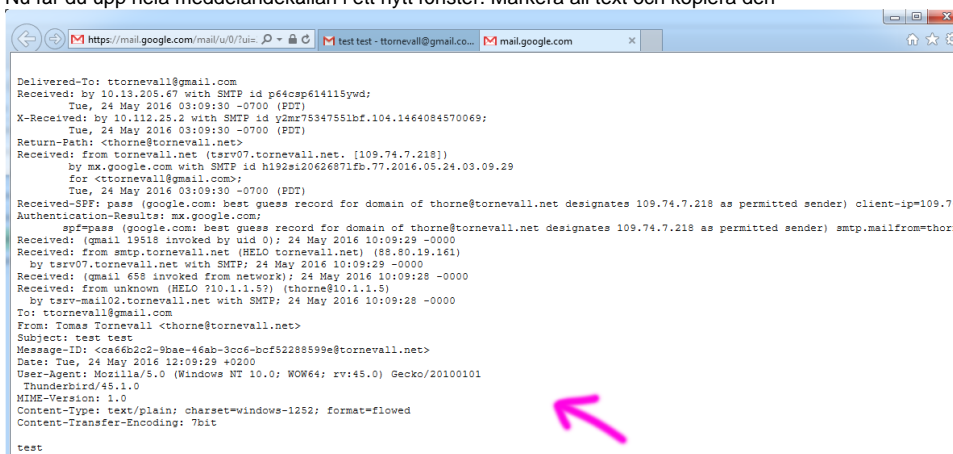 Nu får du upp hela meddelandekällan i ett nytt fönster. Markera all text och kopiera den
https://mail.google.com/mail/u/0/?ui=. test test - ttornevall@gmail.co... mail.google.com
Delivered-To: ttornevall@gmail.com
Received: by 10.13.205.67 with SMTP id p64csp614115ywd;
Tue, 24 May 2016 03:09:30 -0700 (PDT)
X-Received: by 10.112.25.2 with SMTP id y2mr7534755lbf.104.1464084570069;
Tue, 24 May 2016 03:09:30 -0700 (PDT)
Return-Path: <thorne@tornevall.net>
Received: from tornevall.net (tsrv07.tornevall.net. [109.74.7.218])
by mx.google.com with SMTP id h192si2062687lfb.77.2016.05.24.03.09.29
for <ttornevall@gmail.com>;
Tue, 24 May 2016 03:09:30 -0700 (PDT)
Received-SPF: pass (google.com: best guess record for domain of thorne@tornevall.net designates 109.74.7.218 as permitted sender) client-ip=109.7
Authentication-Results: mx.google.com;
spf=pass (google.com: best guess record for domain of thorne@tornevall.net designates 109.74.7.218 as permitted sender) smtp.mailfrom=thor
Received: (qmail 19518 invoked by uid 0); 24 May 2016 10:09:29 -0000
Received: from smtp.tornevall.net (HELO tornevall.net) (88.80.19.161)
by tsrv07.tornevall.net with SMTP; 24 May 2016 10:09:29 -0000
Received: (qmail 658 invoked from network); 24 May 2016 10:09:28 -0000
Received: from unknown (HELO ?10.1.1.5?) (thorne@10.1.1.5)
by tsrv-mail02.tornevall.net with SMTP; 24 May 2016 10:09:28 -0000
To: ttornevall@gmail.com
From: Tomas Tornevall <thorne@tornevall.net>
Subject: test test
Message-ID: <ca66b2c2-9bae-46ab-3cc6-bcf52288599e@tornevall.net>
Date: Tue, 24 May 2016 12:09:29 +0200
User-Agent: Mozilla/5.0 (Windows NT 10.0; WOW64; rv:45.0) Gecko/20100101
Thunderbird/45.1.0
MIME-Version: 1.0
Content-Type: text/plain; charset=windows-1252; format=flowed
Content-Transfer-Encoding: 7bit
test